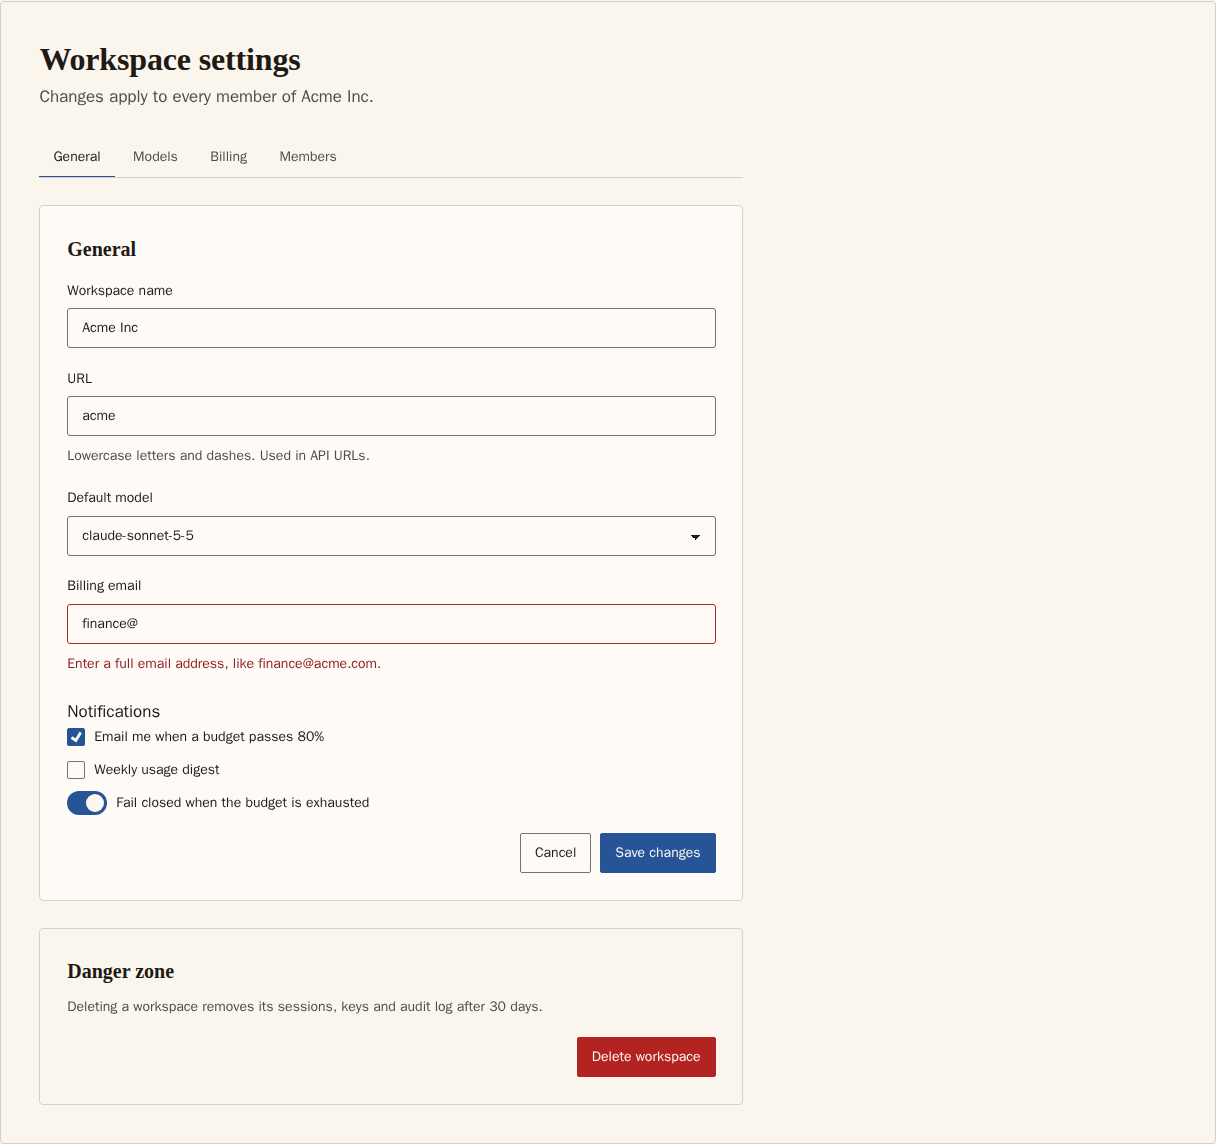 Workspace settings
Changes apply to every member of Acme Inc.
General Models Billing Members
General
Workspace name
Acme Inc
URL
acme
Lowercase letters and dashes. Used in API URLs.
Default model
claude-sonnet-5-5
Billing email
finance@
Enter a full email address, like finance@acme.com.
Notifications
Email me when a budget passes 80%
Weekly usage digest
Fail closed when the budget is exhausted
Cancel Save changes
Danger zone
Deleting a workspace removes its sessions, keys and audit log after 30 days.
Delete workspace